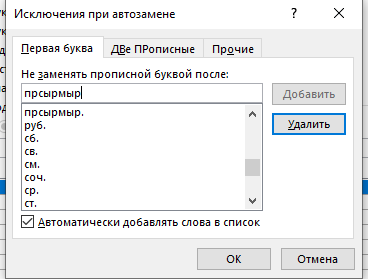 Исключения при автозамене
Первая буква ДВе ПРописные Прочие
Не заменять прописной буквой после:
прсырмыр
Добавить
прсырмыр.
руб.
сб.
св.
см.
соч.
ср.
ст.
Удалить
Автоматически добавлять слова в список
ОК Отмена